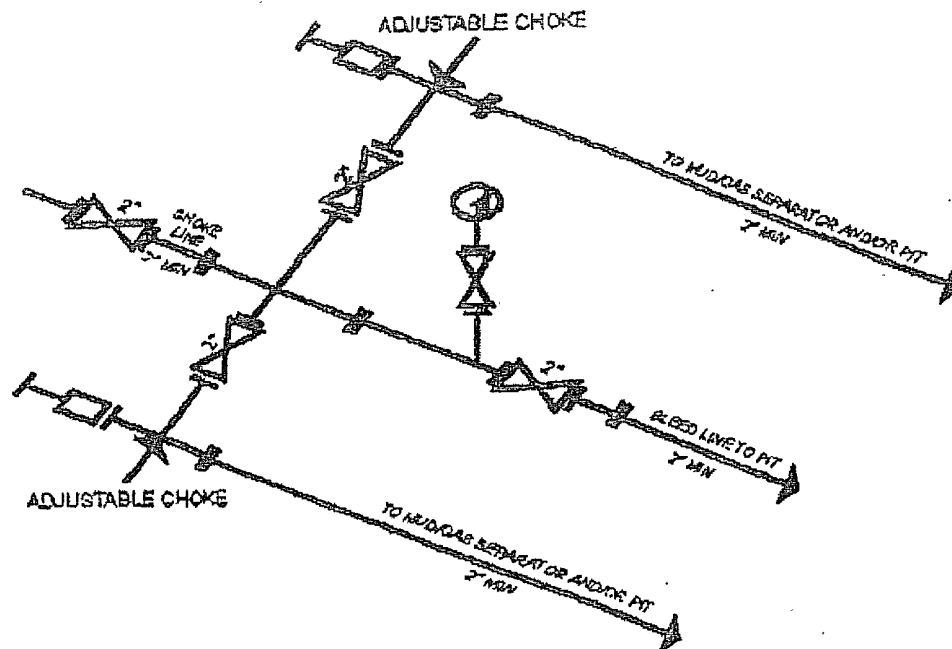 ADJUSTABLE CHOKE
TO MUD/GAS SEPARATOR AND/OR PIT
2" MIN
2"
2"
CHOKE
LINE
2" MIN
2"
2"
BLEED LINE TO PIT
2" MIN
ADJUSTABLE CHOKE
TO MUD/GAS SEPARATOR AND/OR PIT
2" MIN